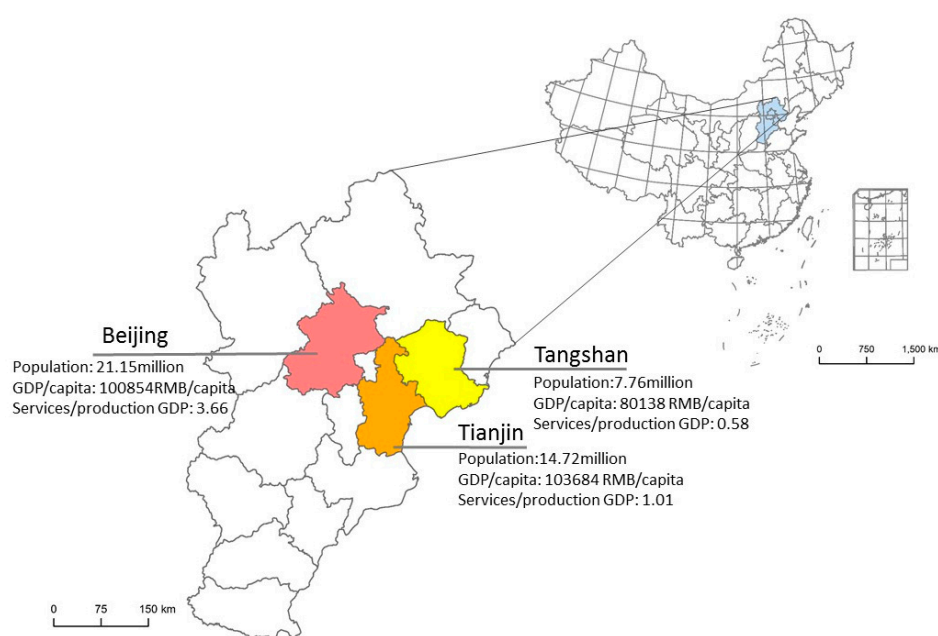 Beijing
Population: 21.15million
GDP/capita: 100854RMB/capita
Services/production GDP: 3.66
Tangshan
Population:7.76million
GDP/capita: 80138 RMB/capita
Services/production GDP: 0.58
Tianjin
Population:14.72million
GDP/capita: 103684 RMB/capita
Services/production GDP: 1.01
0 750 1,500 km
0 75 150 km